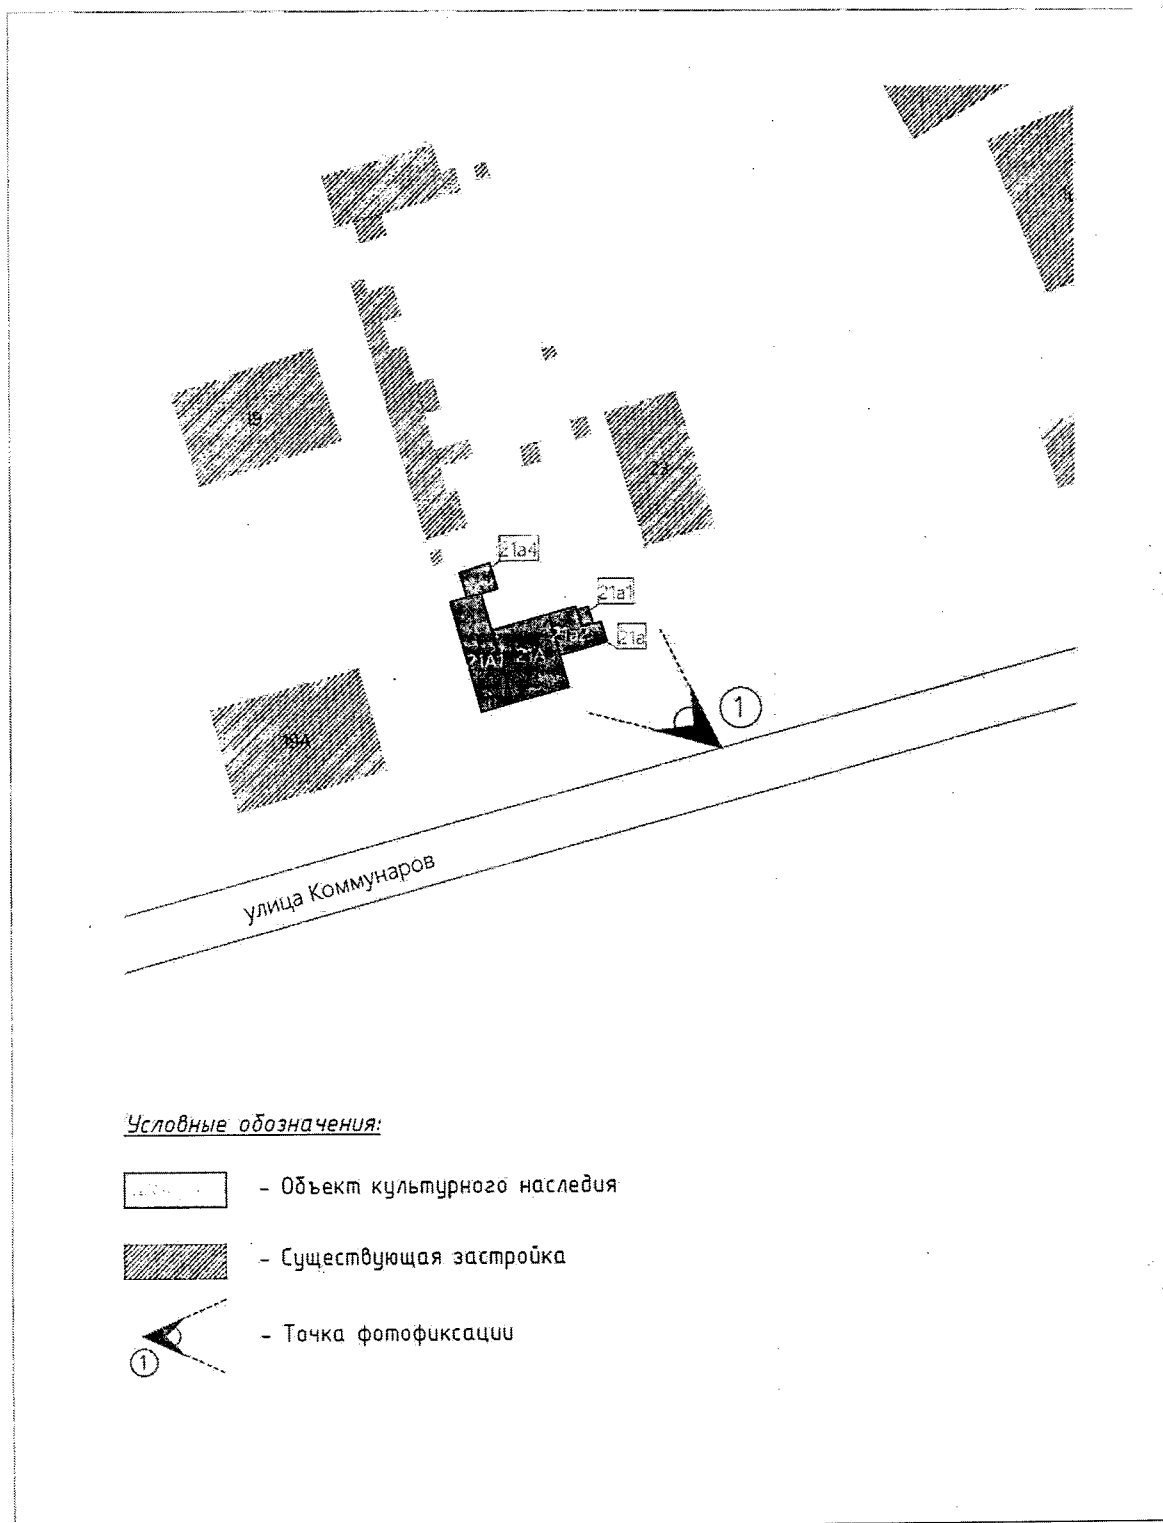 19
23
21а4
21а1
21а2
21а
21А1
21А
1
19А
улица Коммунаров
Условные обозначения:
- Объект культурного наследия
- Существующая застройка
- Точка фотофиксации
1